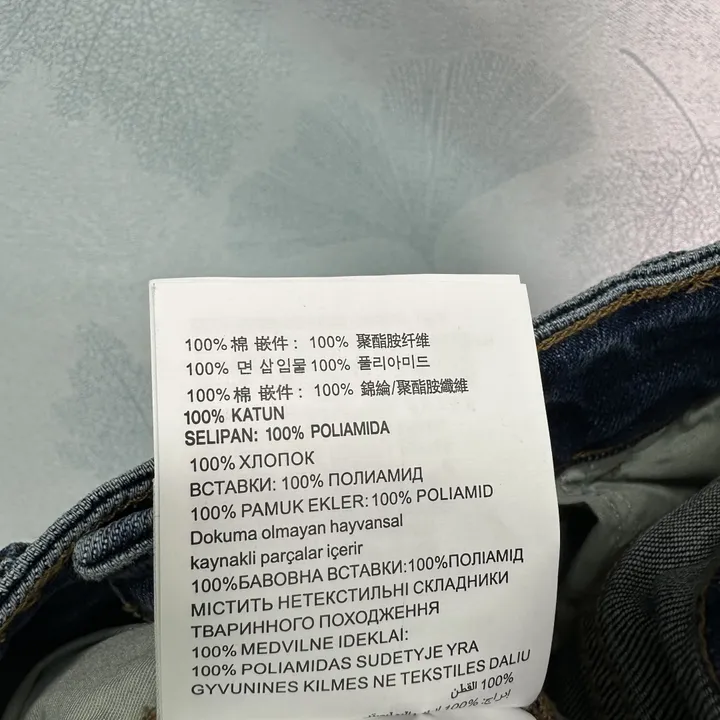 100% 棉 嵌件： 100% 聚酯胺纤维
100% 면 삽입물 100% 폴리아미드
100% 棉 嵌件： 100% 錦綸/聚酯胺纖維
100% KATUN
SELIPAN: 100% POLIAMIDA
100% ХЛОПОК
ВСТАВКИ: 100% ПОЛИАМИД
100% PAMUK EKLER: 100% POLIAMID
Dokuma olmayan hayvansal
kaynakli parçalar içerir
100%БАВОВНА ВСТАВКИ:100%ПОЛІАМІД
МІСТИТЬ НЕТЕКСТИЛЬНІ СКЛАДНИКИ
ТВАРИННОГО ПОХОДЖЕННЯ
100% MEDVILNE IDEKLAI:
100% POLIAMIDAS SUDETYJE YRA
GYVUNINES KILMES NE TEKSTILES DALIU
100% القطن
إدراج: 100%